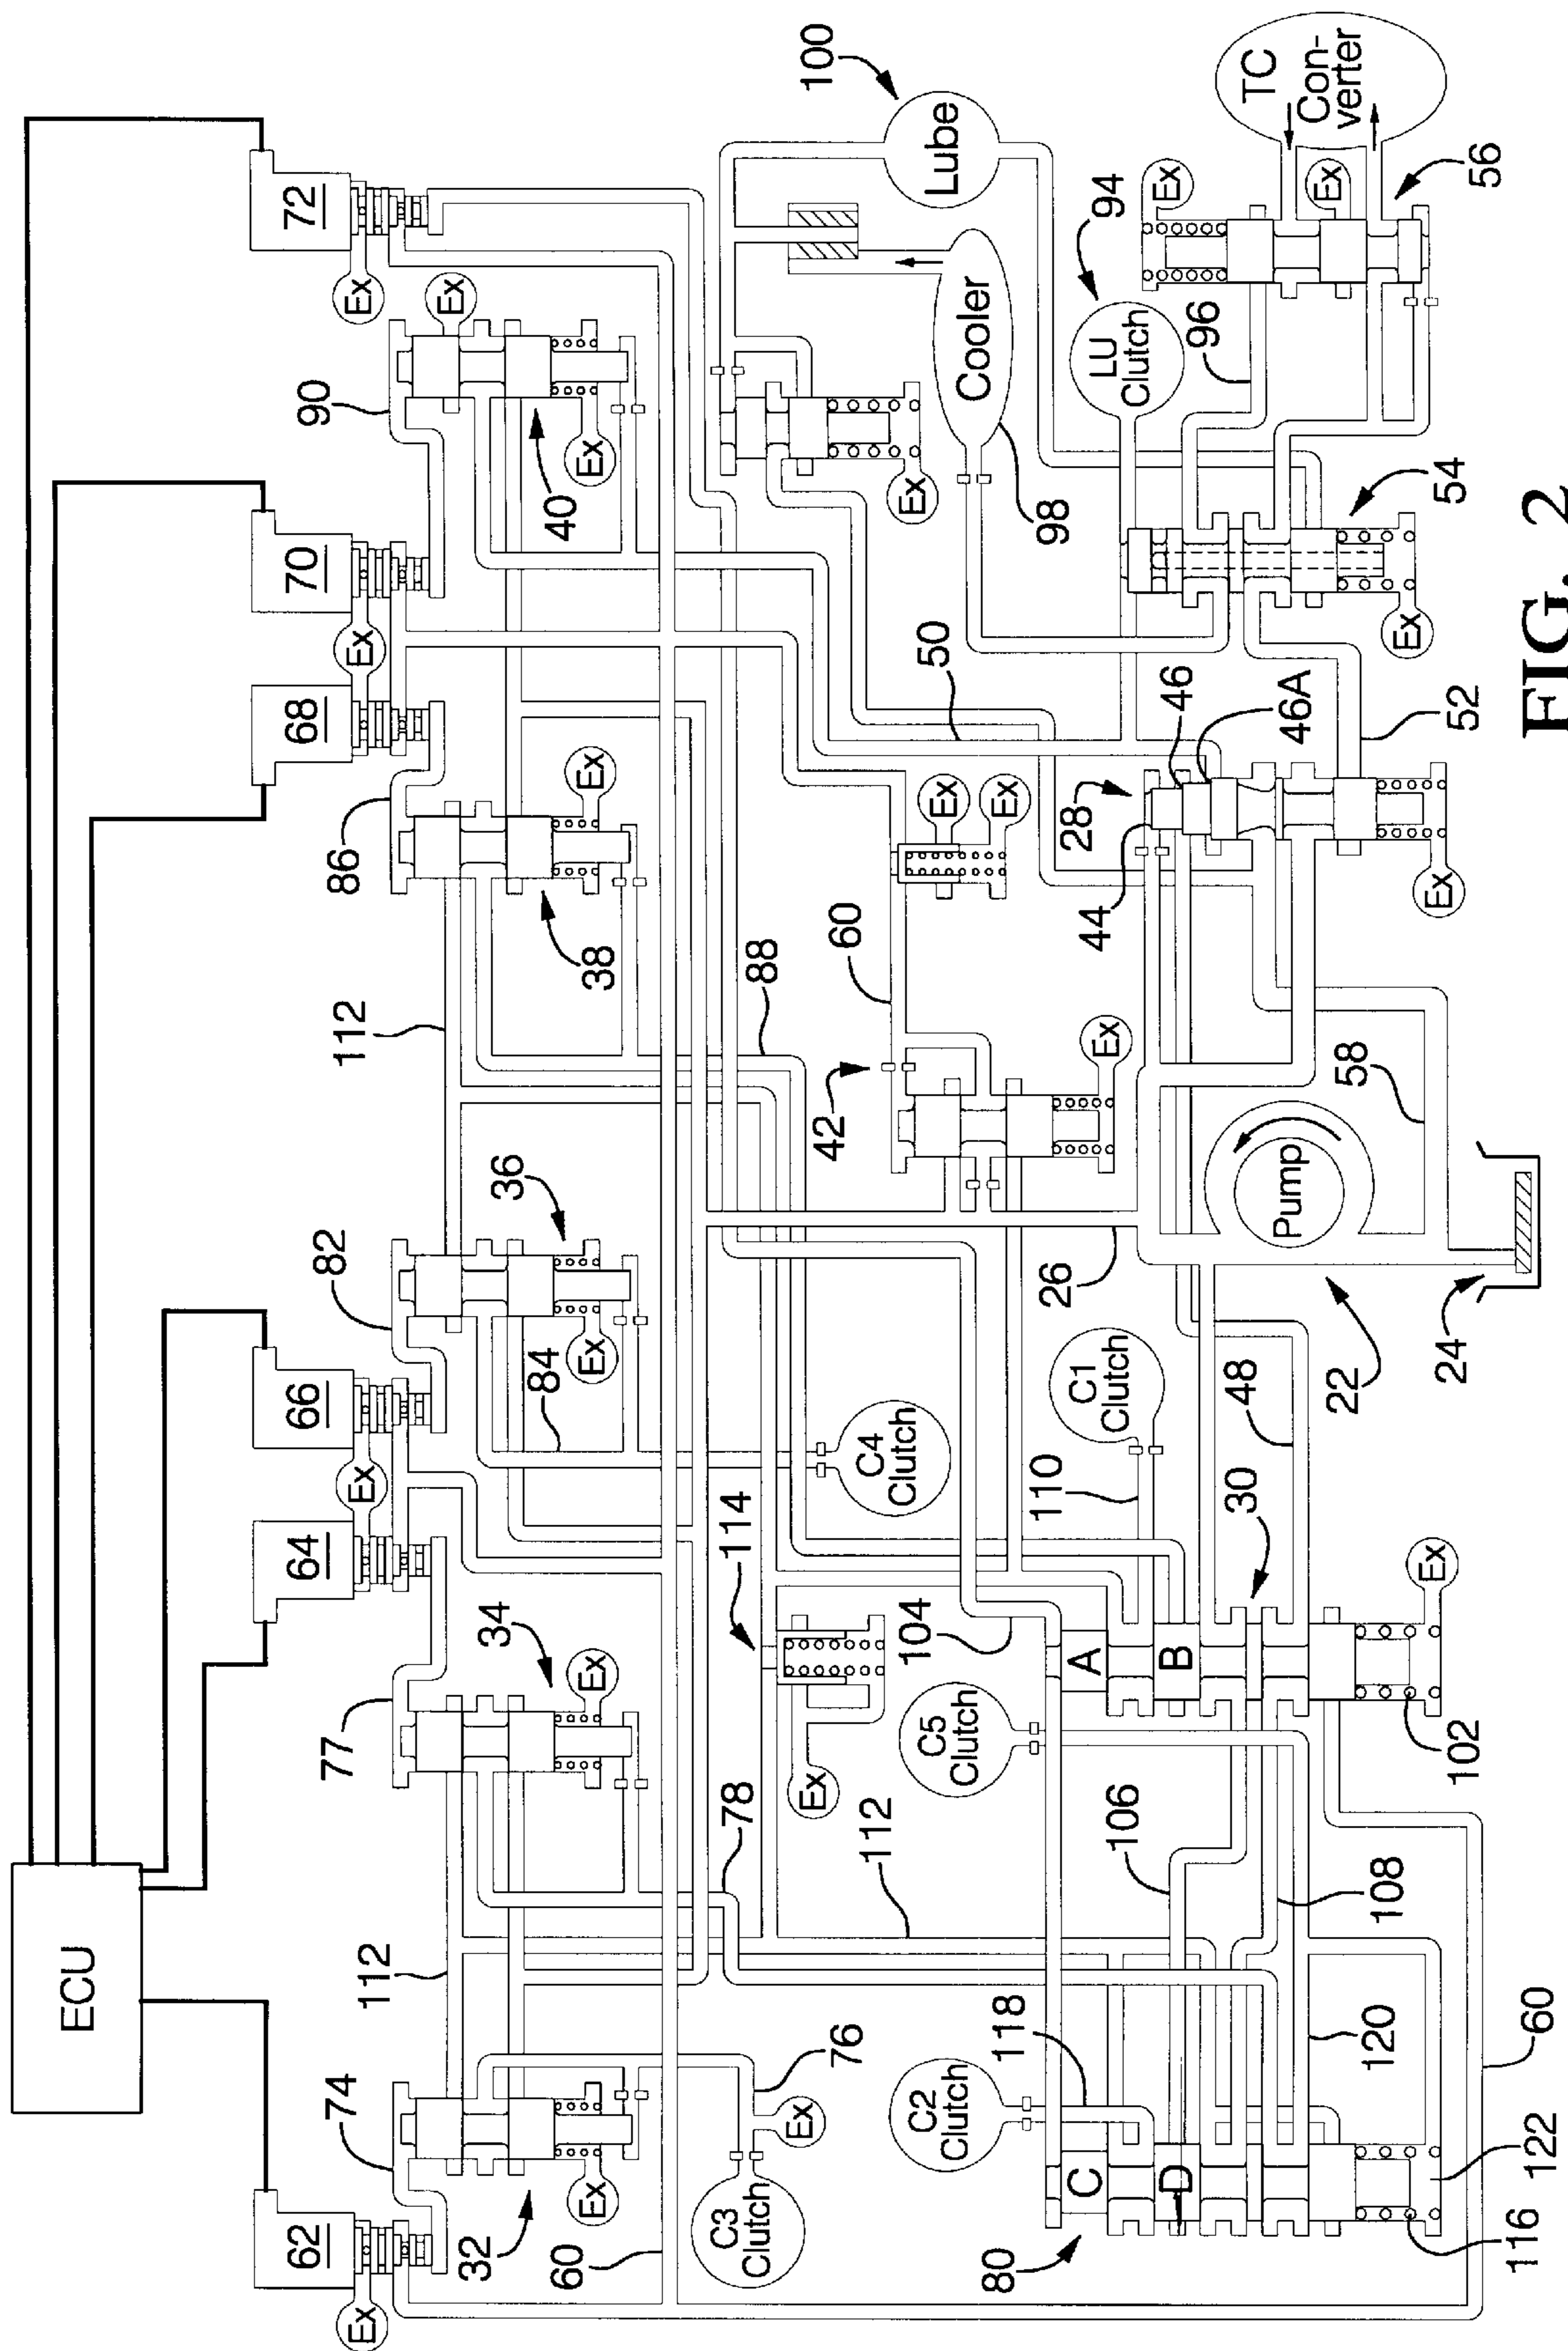 ECU
62
64
66
68
70
72
Ex
Ex
Ex
Ex
74
77
82
86
90
112
112
Ex
32
Ex
34
Ex
36
Ex
84
38
Ex
40
Ex
Ex
60
76
Ex
C3
Clutch
78
114
Ex
112
88
C4
Clutch
42
60
Ex
Ex
Ex
50
Ex
98
Cooler
Lube
100
C2
Clutch
118
C5
Clutch
104
106
110
C1
Clutch
26
28
44
46
46A
LU
Clutch
94
96
Ex
Ex
TC
Con-
verter
56
80
C
D
A
B
30
48
22
24
Pump
58
Ex
52
54
Ex
116
122
120
108
102
Ex
60
FIG. 2